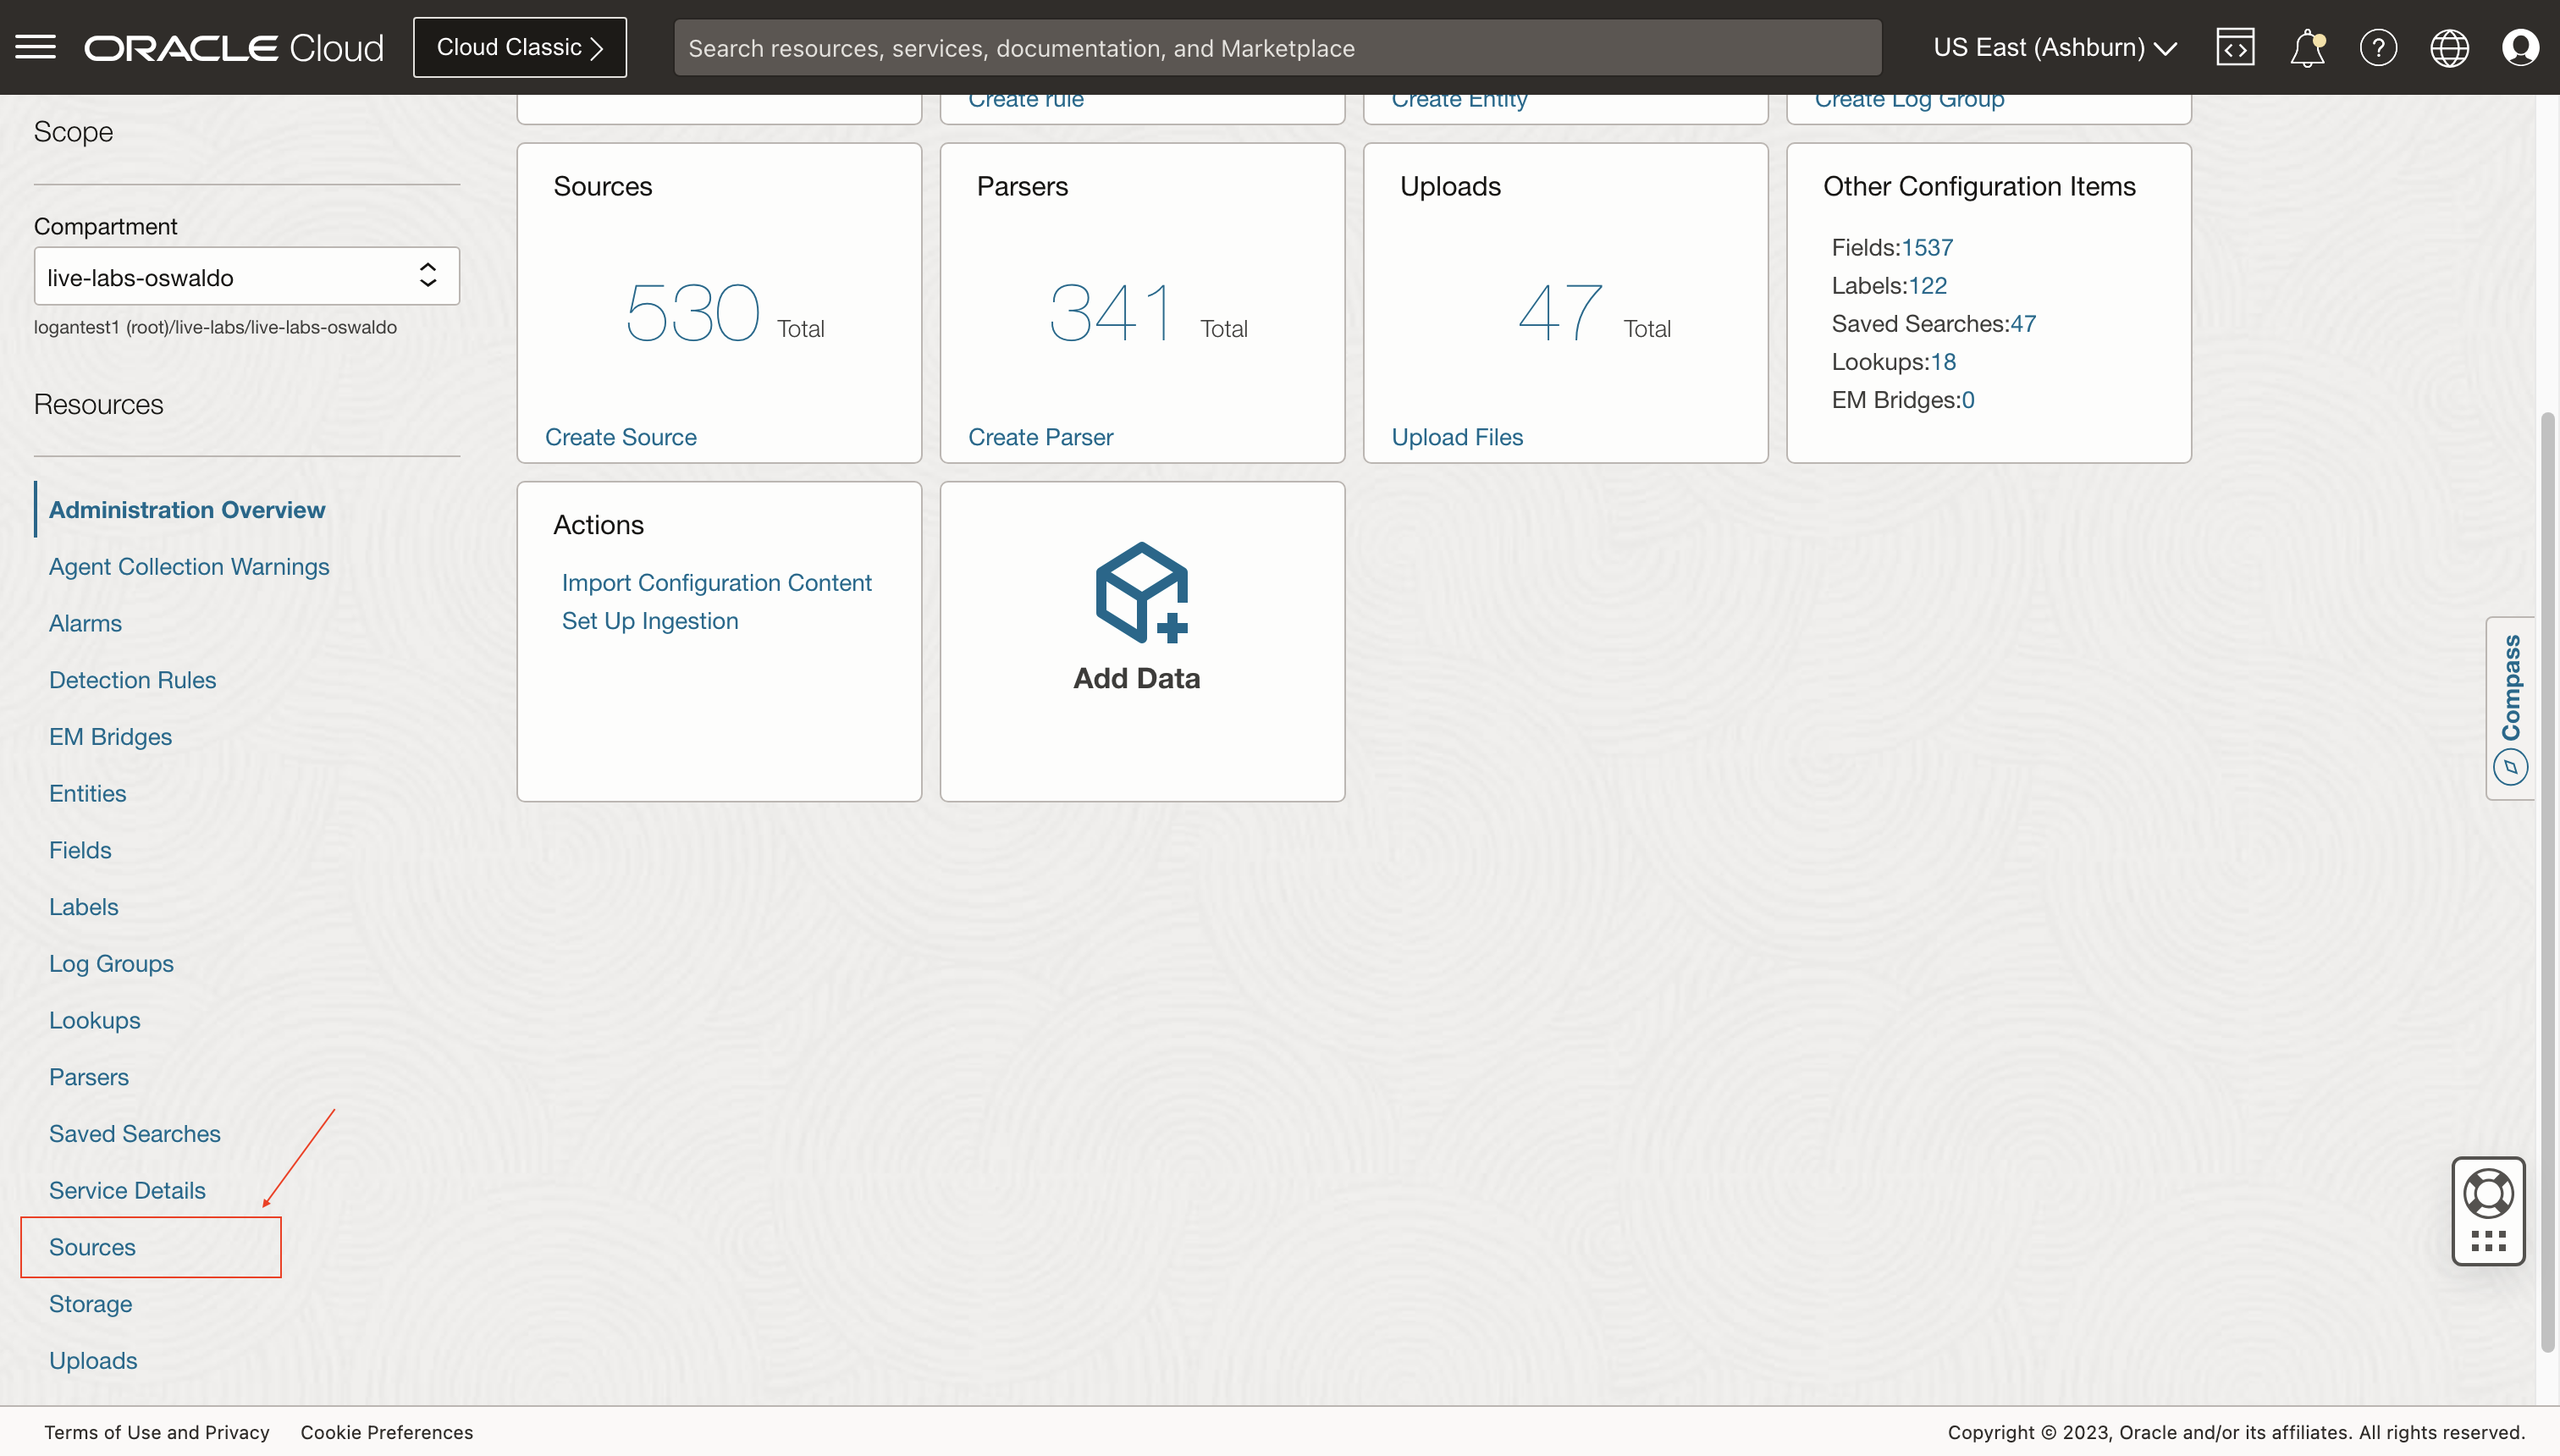 ORACLE Cloud
Cloud Classic
Search resources, services, documentation, and Marketplace
US East (Ashburn)
Scope
Compartment
live-labs-oswaldo
logantest1 (root)/live-labs/live-labs-oswaldo
Resources
Administration Overview
Agent Collection Warnings
Alarms
Detection Rules
EM Bridges
Entities
Fields
Labels
Log Groups
Lookups
Parsers
Saved Searches
Service Details
Sources
Storage
Uploads
Create rule
Create Entity
Create Log Group
Sources
530 Total
Create Source
Parsers
341 Total
Create Parser
Uploads
47 Total
Upload Files
Other Configuration Items
Fields:1537
Labels:122
Saved Searches:47
Lookups:18
EM Bridges:0
Actions
Import Configuration Content
Set Up Ingestion
Add Data
Compass
Terms of Use and Privacy
Cookie Preferences
Copyright © 2023, Oracle and/or its affiliates. All rights reserved.